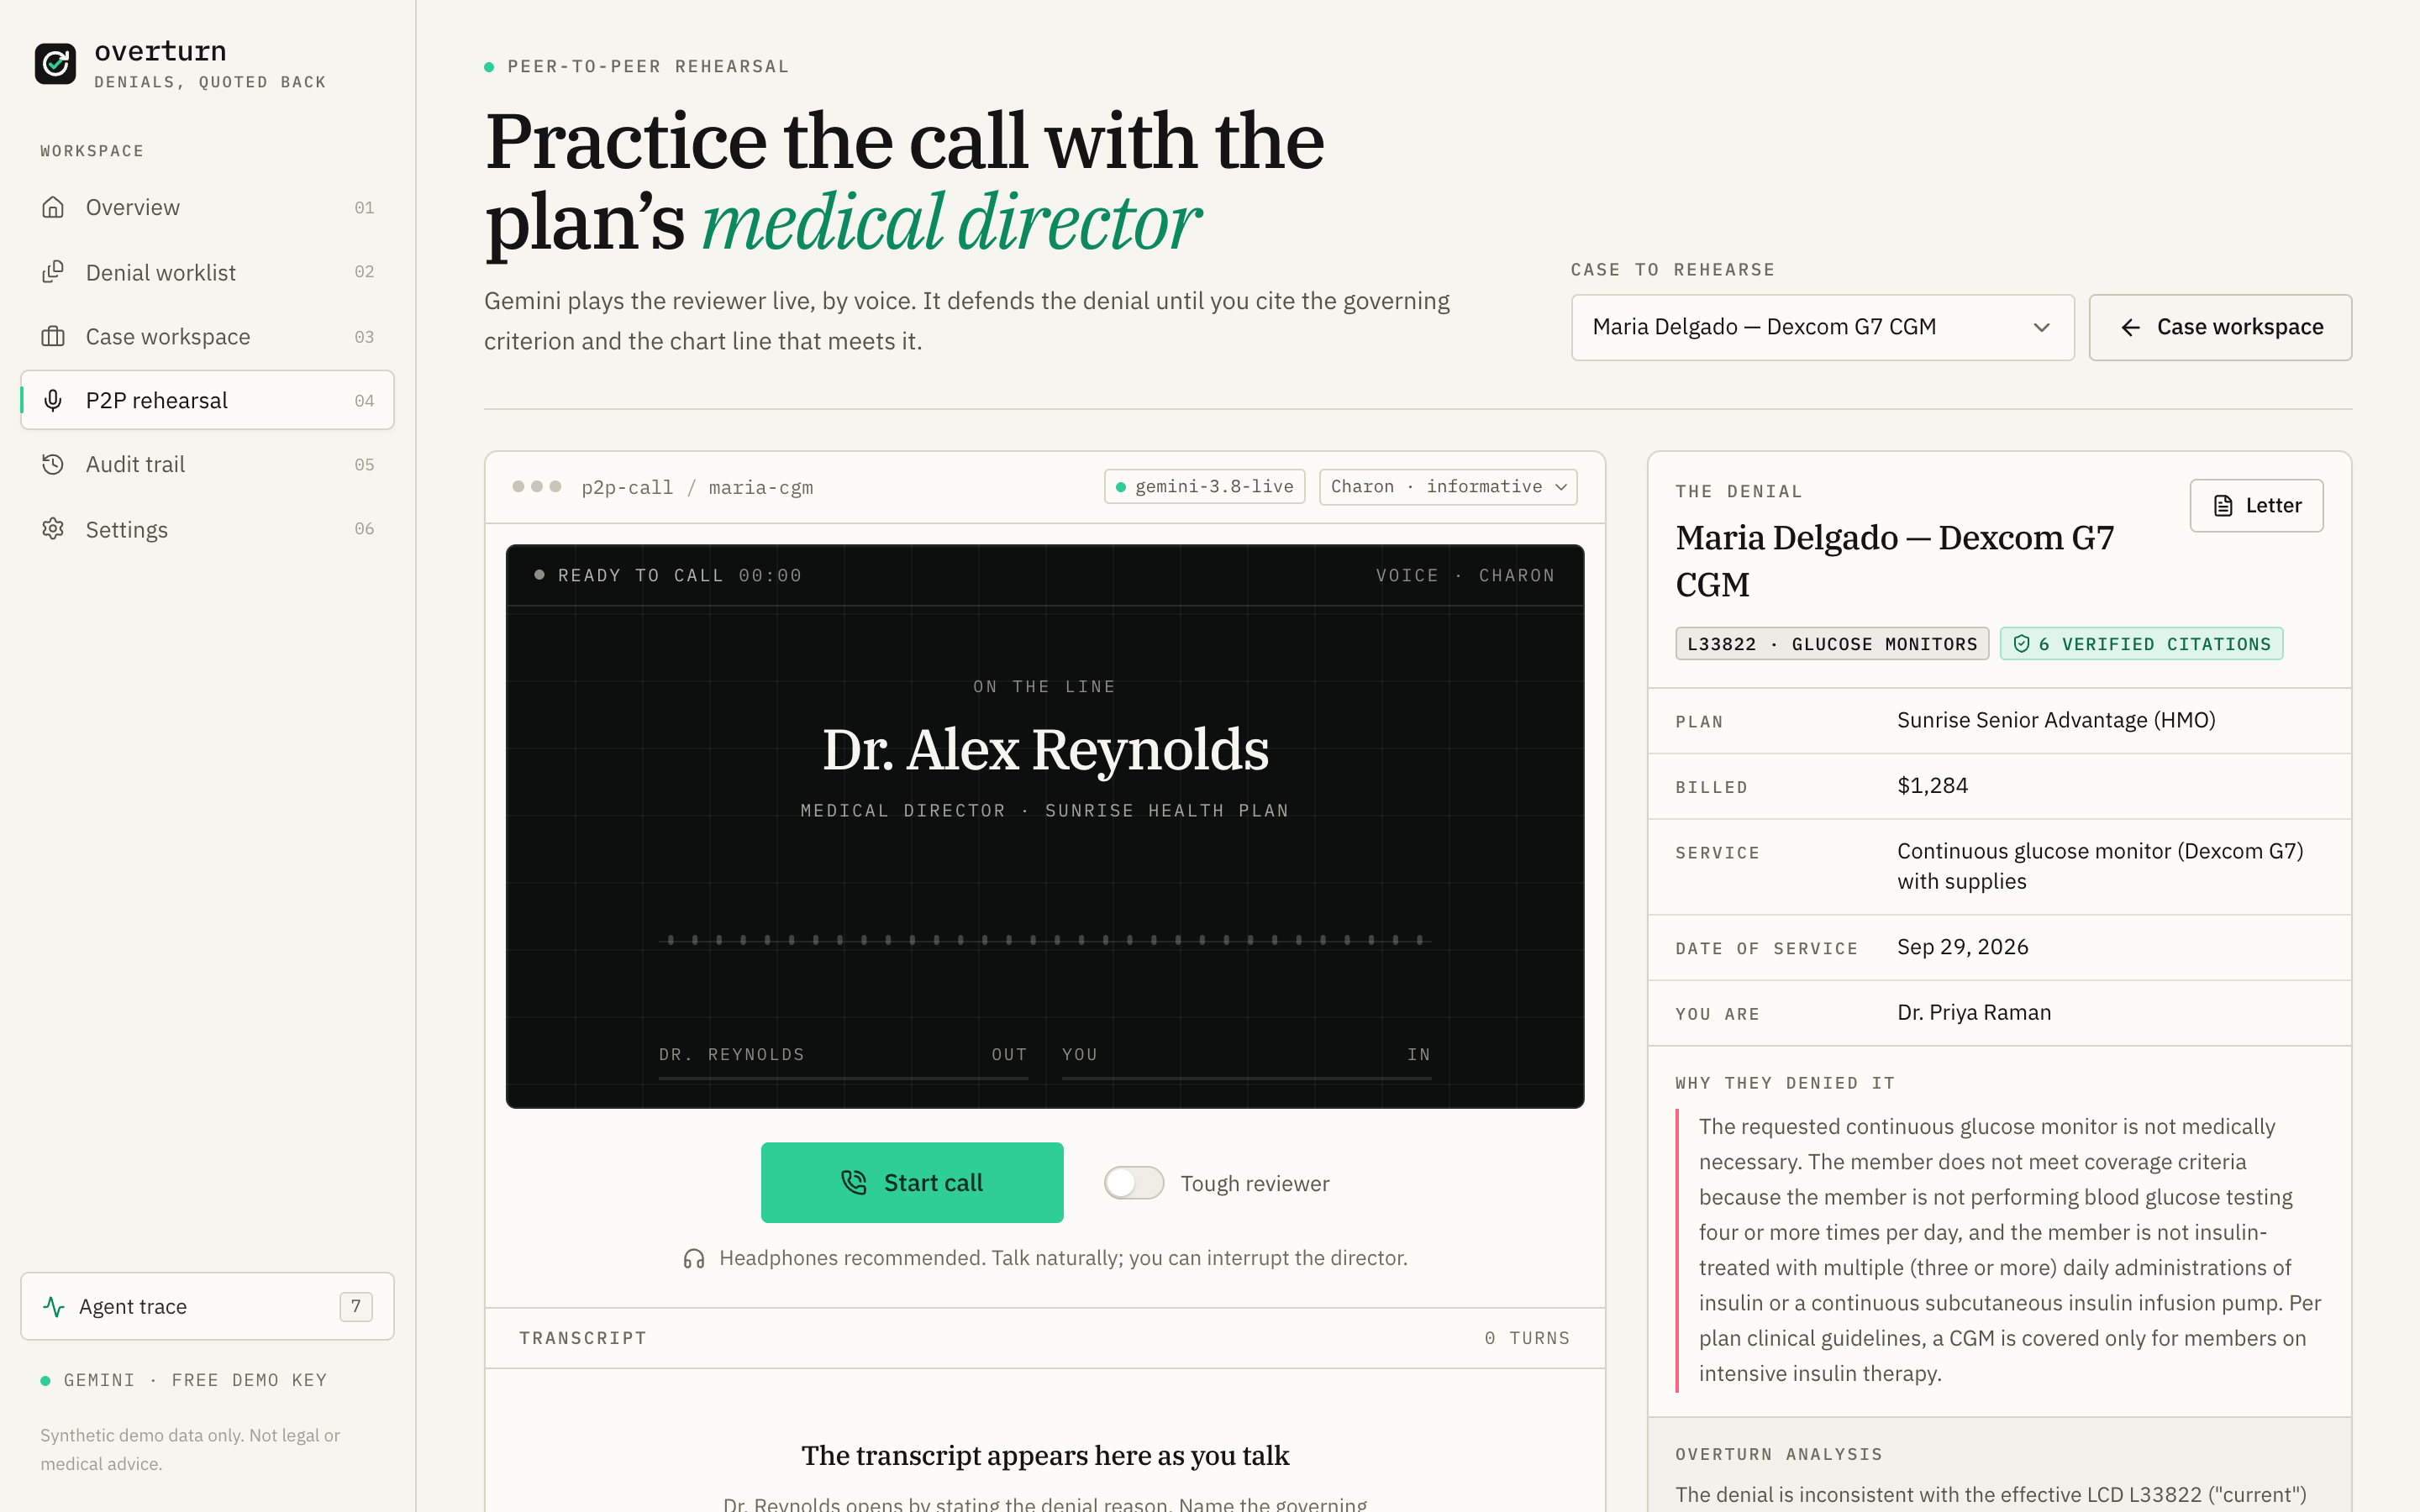 overturn
DENIALS, QUOTED BACK
WORKSPACE
Overview 01
Denial worklist 02
Case workspace 03
P2P rehearsal 04
Audit trail 05
Settings 06
Agent trace 7
GEMINI · FREE DEMO KEY
Synthetic demo data only. Not legal or
medical advice.
PEER-TO-PEER REHEARSAL
Practice the call with the
plan’s medical director
Gemini plays the reviewer live, by voice. It defends the denial until you cite the governing
criterion and the chart line that meets it.
CASE TO REHEARSE
Maria Delgado — Dexcom G7 CGM
Case workspace
p2p-call / maria-cgm
gemini-3.8-live
Charon · informative
READY TO CALL 00:00
VOICE · CHARON
ON THE LINE
Dr. Alex Reynolds
MEDICAL DIRECTOR · SUNRISE HEALTH PLAN
DR. REYNOLDS OUT
YOU IN
Start call
Tough reviewer
Headphones recommended. Talk naturally; you can interrupt the director.
TRANSCRIPT
0 TURNS
The transcript appears here as you talk
Dr. Reynolds opens by stating the denial reason. Name the governing
THE DENIAL
Letter
Maria Delgado — Dexcom G7
CGM
L33822 · GLUCOSE MONITORS
6 VERIFIED CITATIONS
PLAN Sunrise Senior Advantage (HMO)
BILLED $1,284
SERVICE Continuous glucose monitor (Dexcom G7)
with supplies
DATE OF SERVICE Sep 29, 2026
YOU ARE Dr. Priya Raman
WHY THEY DENIED IT
The requested continuous glucose monitor is not medically
necessary. The member does not meet coverage criteria
because the member is not performing blood glucose testing
four or more times per day, and the member is not insulin-
treated with multiple (three or more) daily administrations of
insulin or a continuous subcutaneous insulin infusion pump. Per
plan clinical guidelines, a CGM is covered only for members on
intensive insulin therapy.
OVERTURN ANALYSIS
The denial is inconsistent with the effective LCD L33822 ("current")